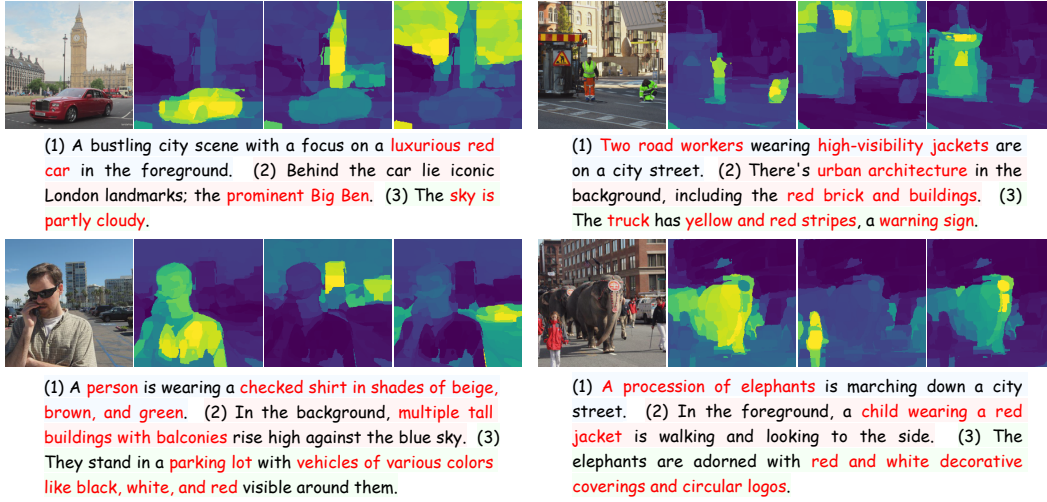 (1) A bustling city scene with a focus on a luxurious red
car in the foreground. (2) Behind the car lie iconic
London landmarks; the prominent Big Ben. (3) The sky is
partly cloudy.
(1) Two road workers wearing high-visibility jackets are
on a city street. (2) There's urban architecture in the
background, including the red brick and buildings. (3)
The truck has yellow and red stripes, a warning sign.
(1) A person is wearing a checked shirt in shades of beige,
brown, and green. (2) In the background, multiple tall
buildings with balconies rise high against the blue sky. (3)
They stand in a parking lot with vehicles of various colors
like black, white, and red visible around them.
(1) A procession of elephants is marching down a city
street. (2) In the foreground, a child wearing a red
jacket is walking and looking to the side. (3) The
elephants are adorned with red and white decorative
coverings and circular logos.